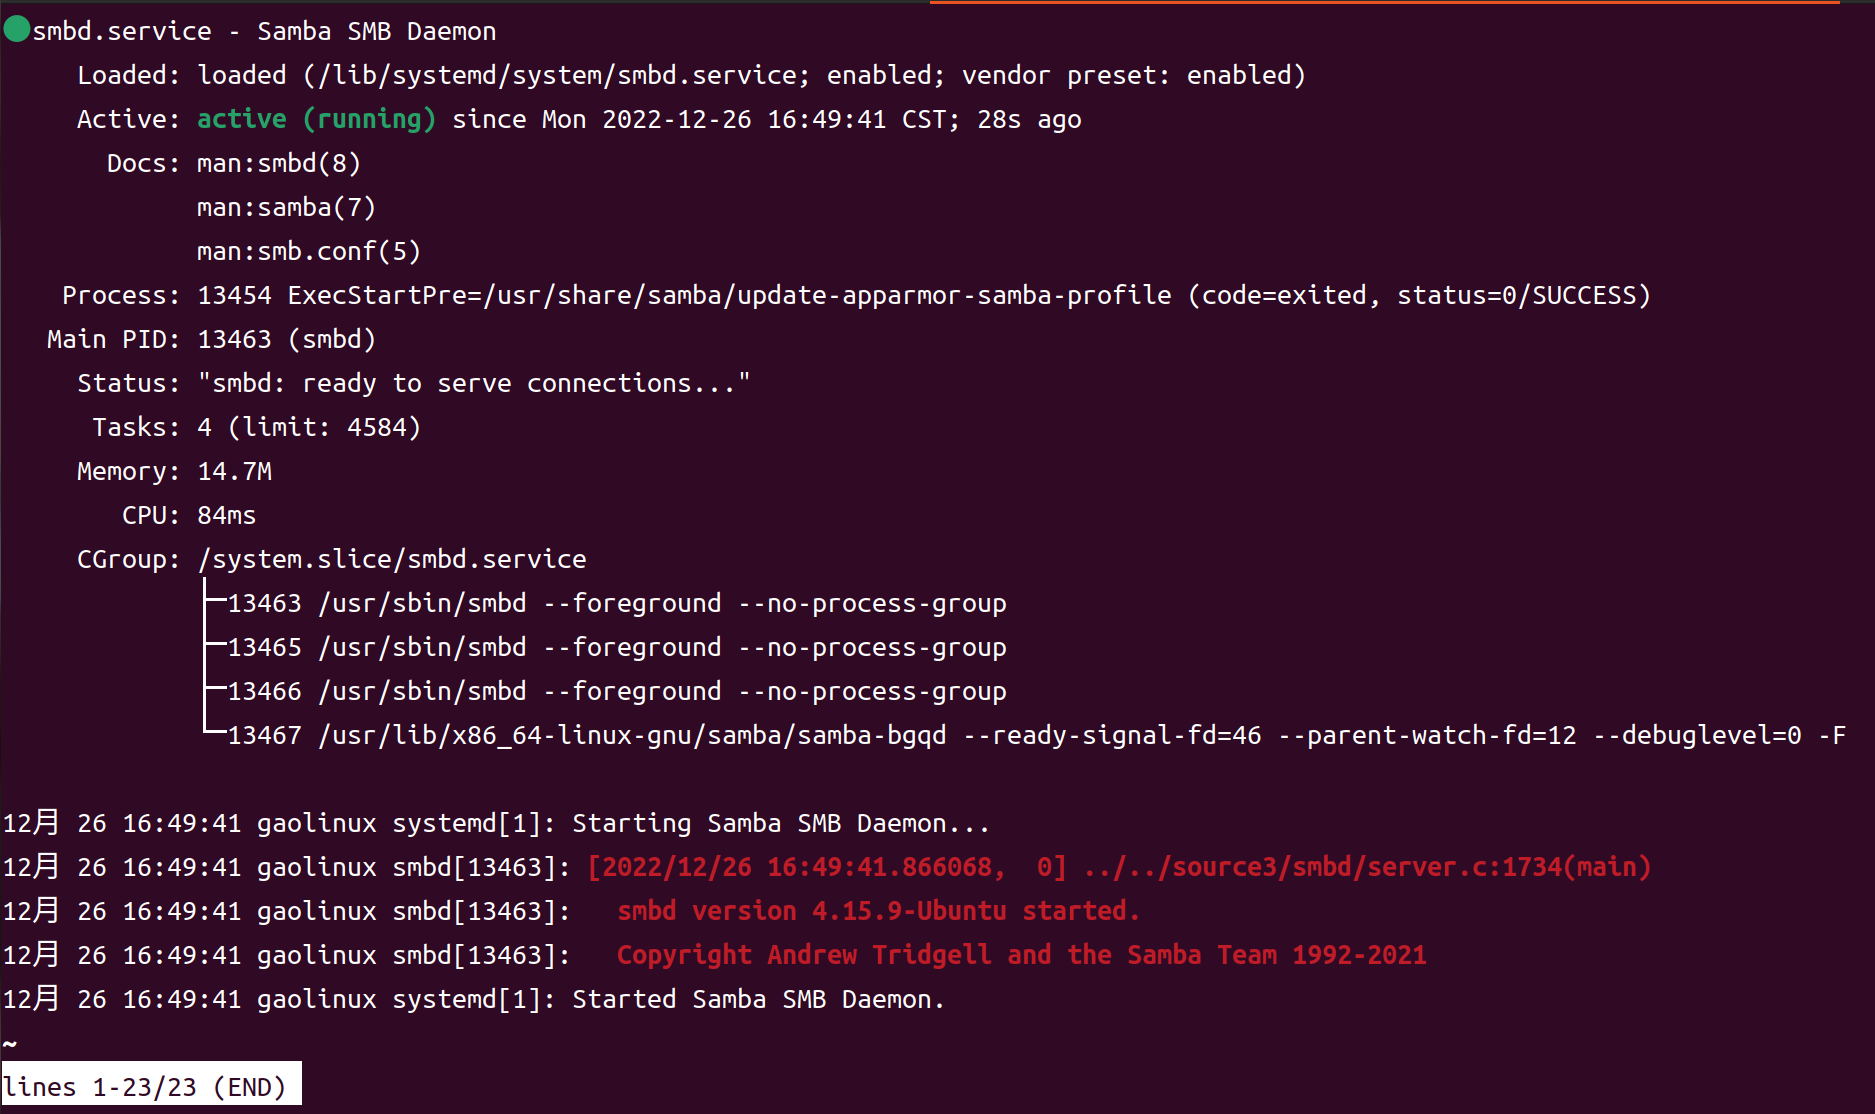 ●smbd.service - Samba SMB Daemon
     Loaded: loaded (/lib/systemd/system/smbd.service; enabled; vendor preset: enabled)
     Active: active (running) since Mon 2022-12-26 16:49:41 CST; 28s ago
       Docs: man:smbd(8)
             man:samba(7)
             man:smb.conf(5)
    Process: 13454 ExecStartPre=/usr/share/samba/update-apparmor-samba-profile (code=exited, status=0/SUCCESS)
   Main PID: 13463 (smbd)
     Status: "smbd: ready to serve connections..."
      Tasks: 4 (limit: 4584)
     Memory: 14.7M
        CPU: 84ms
     CGroup: /system.slice/smbd.service
             ├─13463 /usr/sbin/smbd --foreground --no-process-group
             ├─13465 /usr/sbin/smbd --foreground --no-process-group
             ├─13466 /usr/sbin/smbd --foreground --no-process-group
             └─13467 /usr/lib/x86_64-linux-gnu/samba/samba-bgqd --ready-signal-fd=46 --parent-watch-fd=12 --debuglevel=0 -F

12月 26 16:49:41 gaolinux systemd[1]: Starting Samba SMB Daemon...
12月 26 16:49:41 gaolinux smbd[13463]: [2022/12/26 16:49:41.866068,  0] ../../source3/smbd/server.c:1734(main)
12月 26 16:49:41 gaolinux smbd[13463]:   smbd version 4.15.9-Ubuntu started.
12月 26 16:49:41 gaolinux smbd[13463]:   Copyright Andrew Tridgell and the Samba Team 1992-2021
12月 26 16:49:41 gaolinux systemd[1]: Started Samba SMB Daemon.
~
lines 1-23/23 (END)